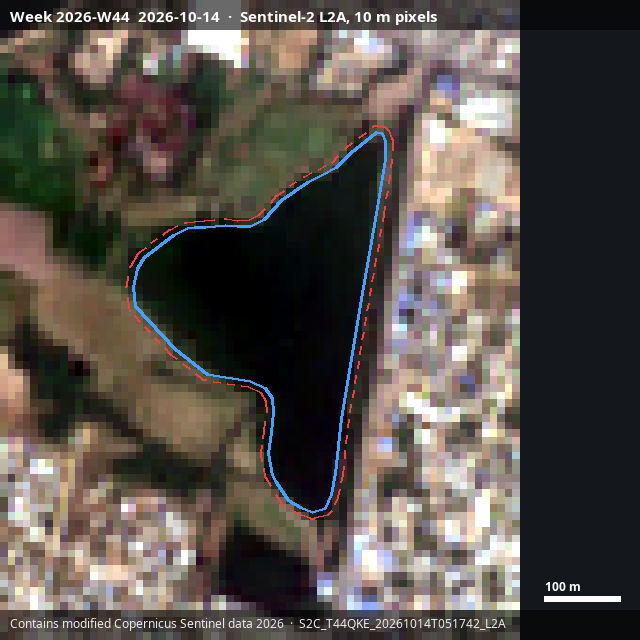 Week 2026-W44 2026-10-14 · Sentinel-2 L2A, 10 m pixels
100 m
Contains modified Copernicus Sentinel data 2026 · S2C_T44QKE_20261014T051742_L2A